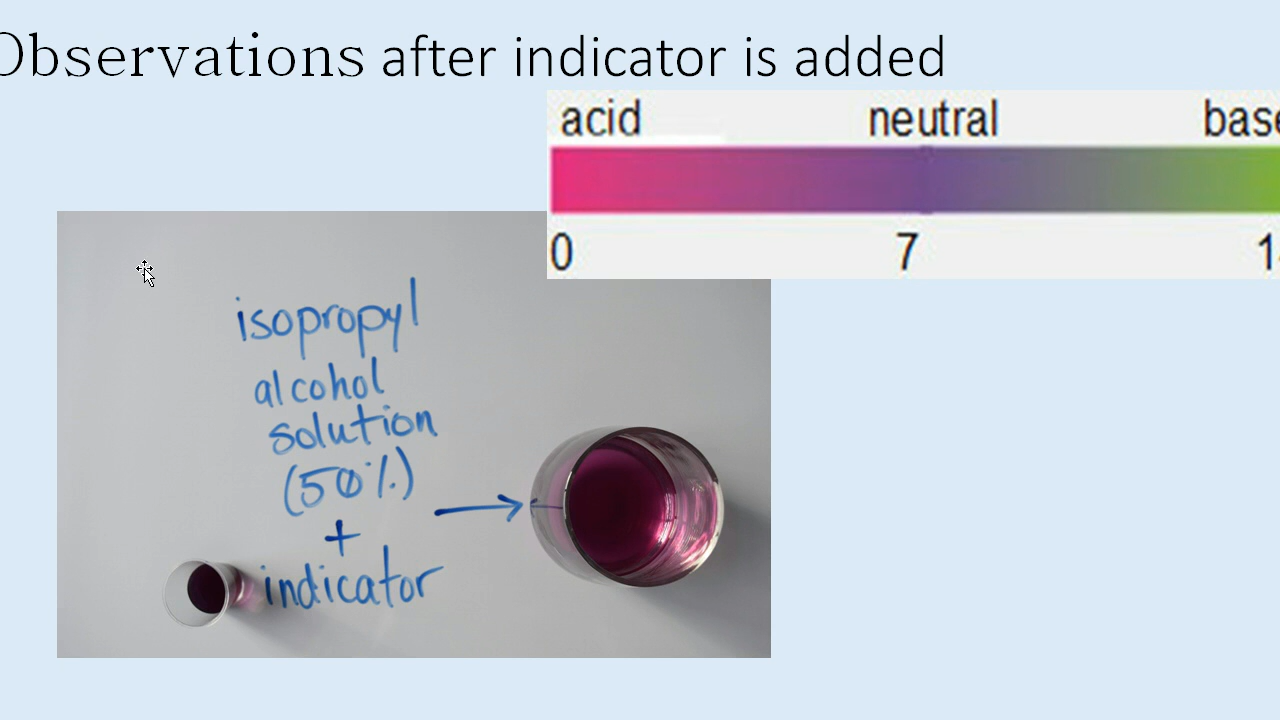 Observations after indicator is added
acid neutral base
0 7
isopropyl
alcohol
solution
(50%)
+
indicator